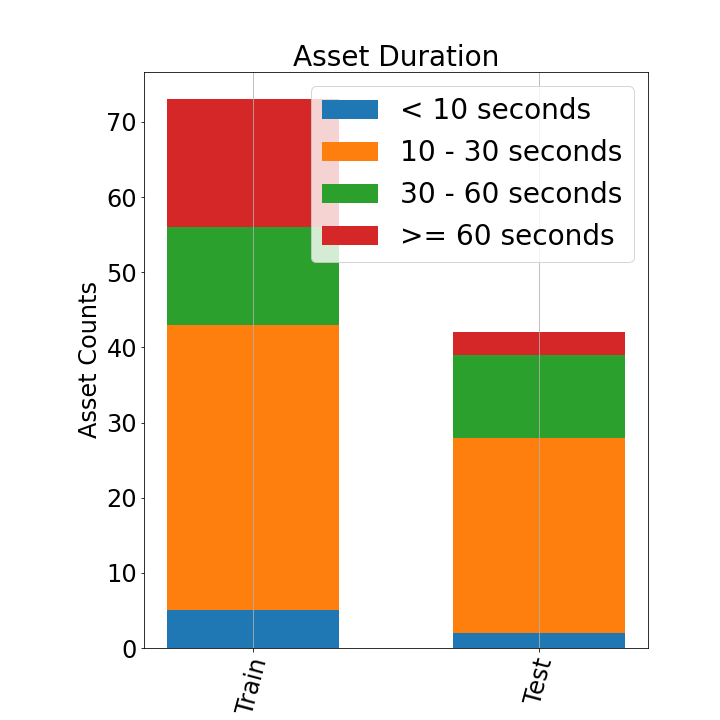 Asset Duration
< 10 seconds
10 - 30 seconds
30 - 60 seconds
>= 60 seconds
Asset Counts
70
60
50
40
30
20
10
0
Train
Test